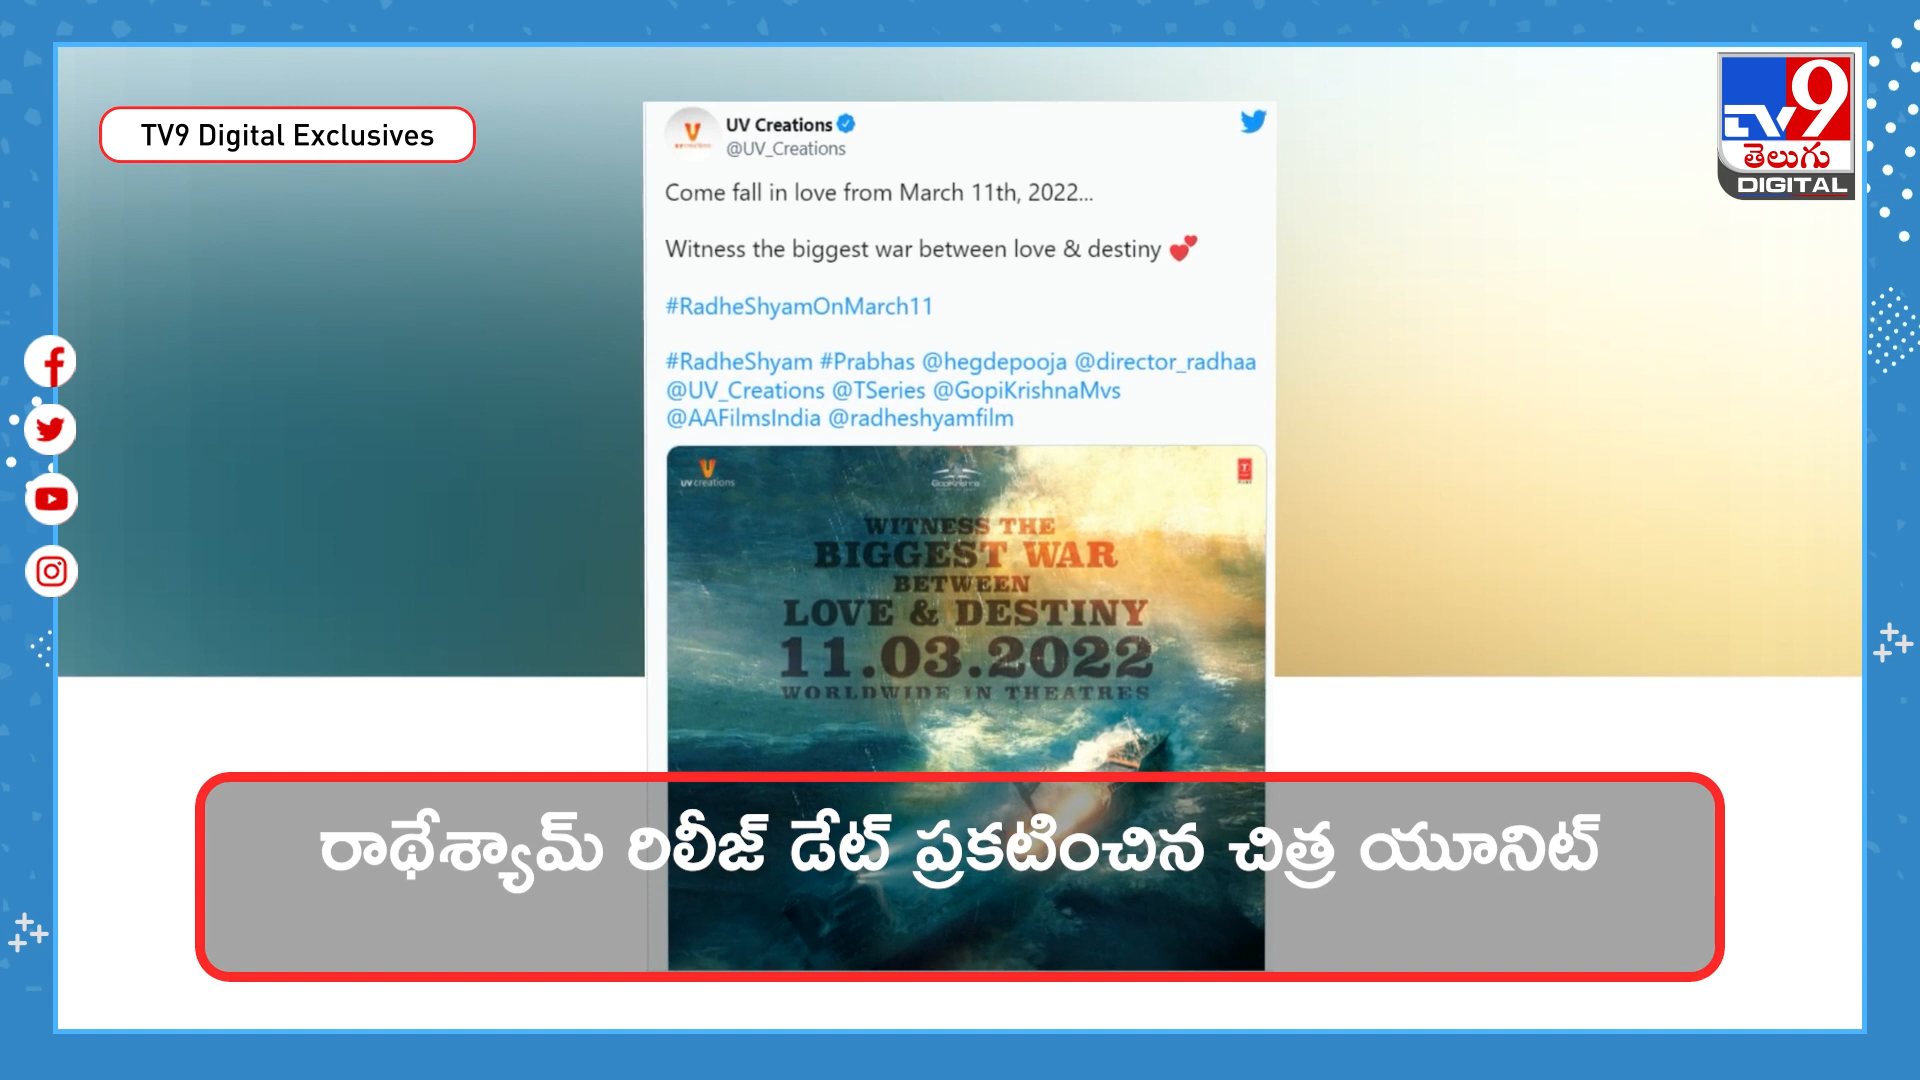 TV9 Digital Exclusives
TV9
తెలుగు
DIGITAL
UV Creations
@UV_Creations
Come fall in love from March 11th, 2022...
Witness the biggest war between love & destiny 💕
#RadheShyamOnMarch11
#RadheShyam #Prabhas @hegdepooja @director_radhaa
@UV_Creations @TSeries @GopiKrishnaMvs
@AAFilmsIndia @radheshyamfilm
UV creations
GopiKrishna
WITNESS THE
BIGGEST WAR
BETWEEN
LOVE & DESTINY
11.03.2022
WORLDWIDE IN THEATRES
రాథేశ్యామ్ రిలీజ్ డేట్ ప్రకటించిన చిత్ర యూనిట్